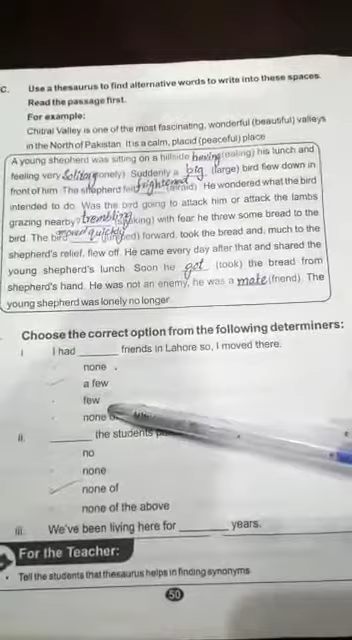 C. Use a thesaurus to find alternative words to write into these spaces.
Read the passage first.
For example:
Chitral Valley is one of the most fascinating, wonderful (beautiful) valleys
in the North of Pakistan. It is a calm, placid (peaceful) place
A young shepherd was sitting on a hillside having (eating) his lunch and
feeling very Solitary (lonely) Suddenly a big (large) bird flew down in
front of him. The shepherd felt frightened (afraid). He wondered what the bird
intended to do. Was the bird going to attack him or attack the lambs
grazing nearby? trembling (shaking) with fear he threw some bread to the
bird. The bird moved quickly forward, took the bread and, much to the
shepherd's relief, flew off. He came every day after that and shared the
young shepherd's lunch. Soon he got (took) the bread from
shepherd's hand. He was not an enemy, he was a mate (friend). The
young shepherd was lonely no longer.
Choose the correct option from the following determiners:
i. I had ______ friends in Lahore so, I moved there.
none
a few
few
none
ii. ______ the students
no
none
none of
none of the above
iii. We've been living here for ______ years.
For the Teacher:
• Tell the students that thesaurus helps in finding synonyms
50